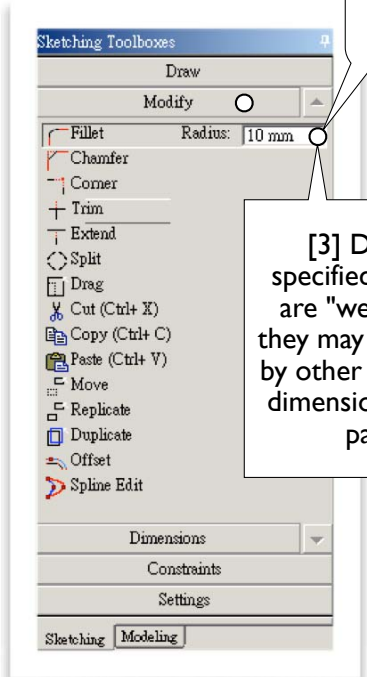 Sketching Toolboxes
Draw
Modify
Fillet Radius: 10 mm
Chamfer
Corner
Trim
Extend
Split
Drag
Cut (Ctrl+ X)
Copy (Ctrl+ C)
Paste (Ctrl+ V)
Move
Replicate
Duplicate
Offset
Spline Edit
Dimensions
Constraints
Settings
Sketching Modeling
[3] D
specified
are "we
they may
by other
dimensio
pa